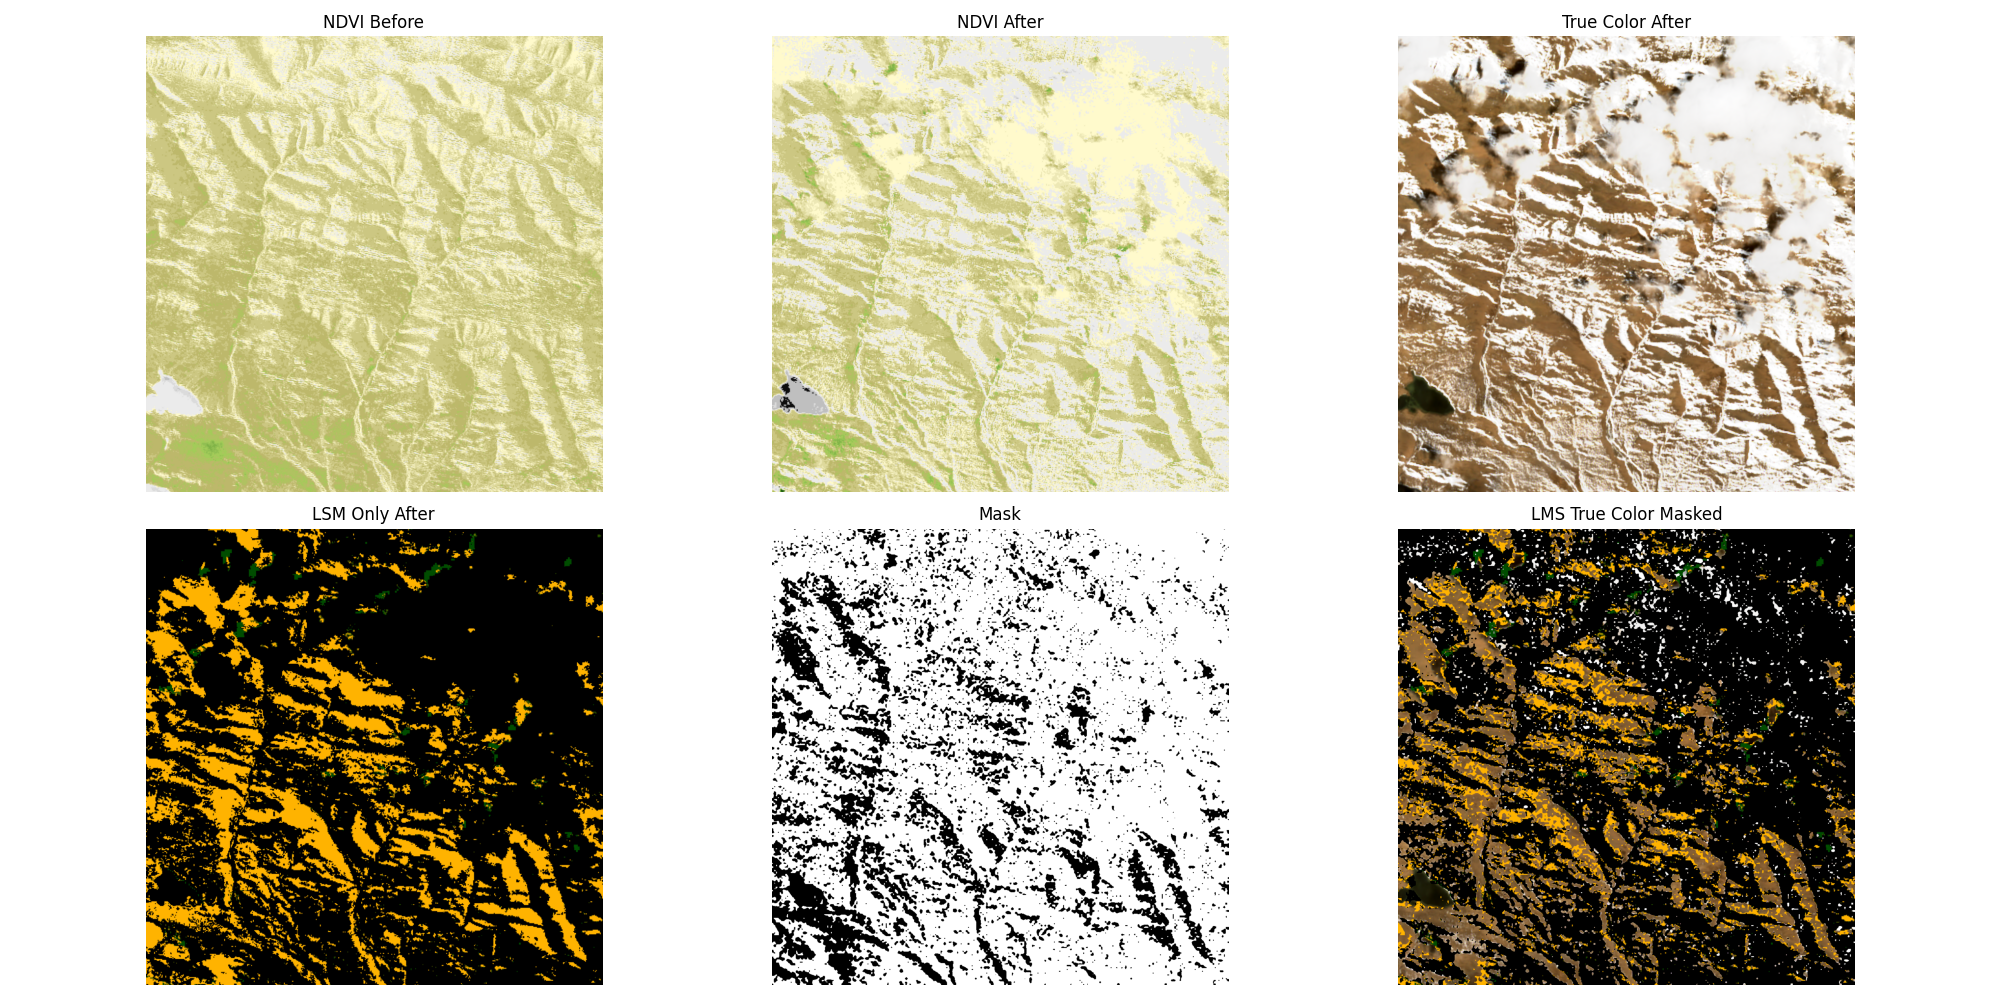 NDVI Before
NDVI After
True Color After
LSM Only After
Mask
LMS True Color Masked